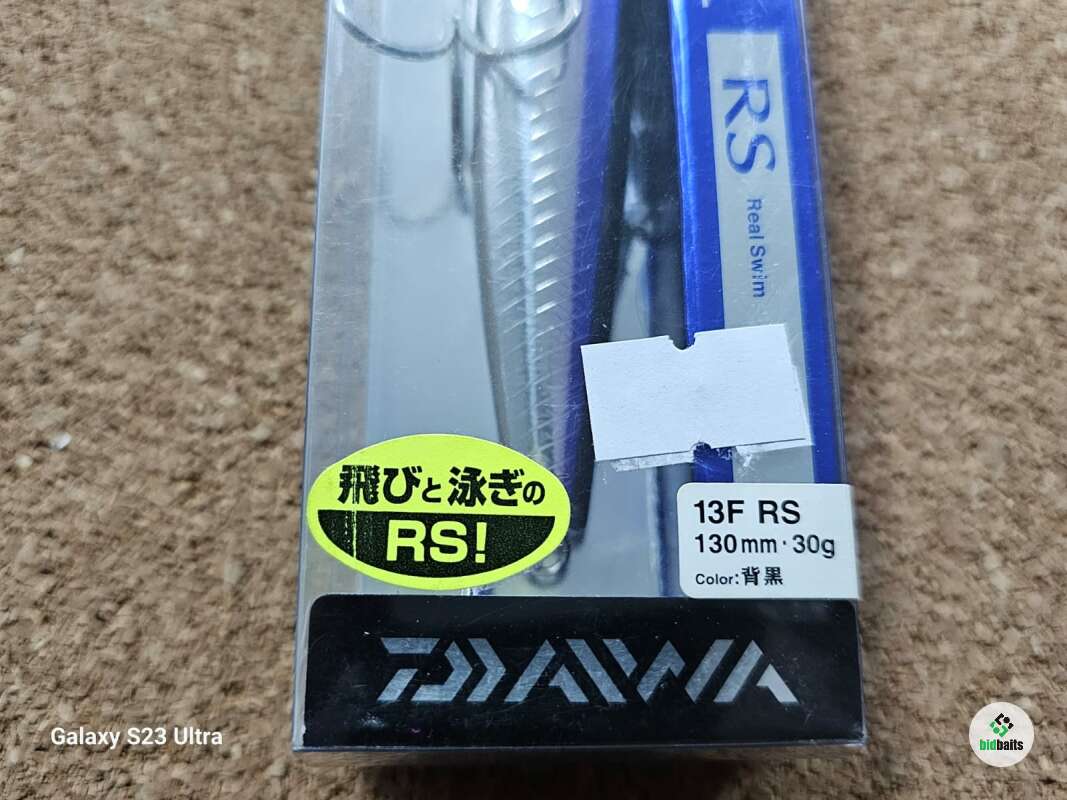 RS
Real Swim
飛びと泳ぎの
RS!
13F RS
130mm・30g
Color:背黒
DAIWA
Galaxy S23 Ultra
bidbaits